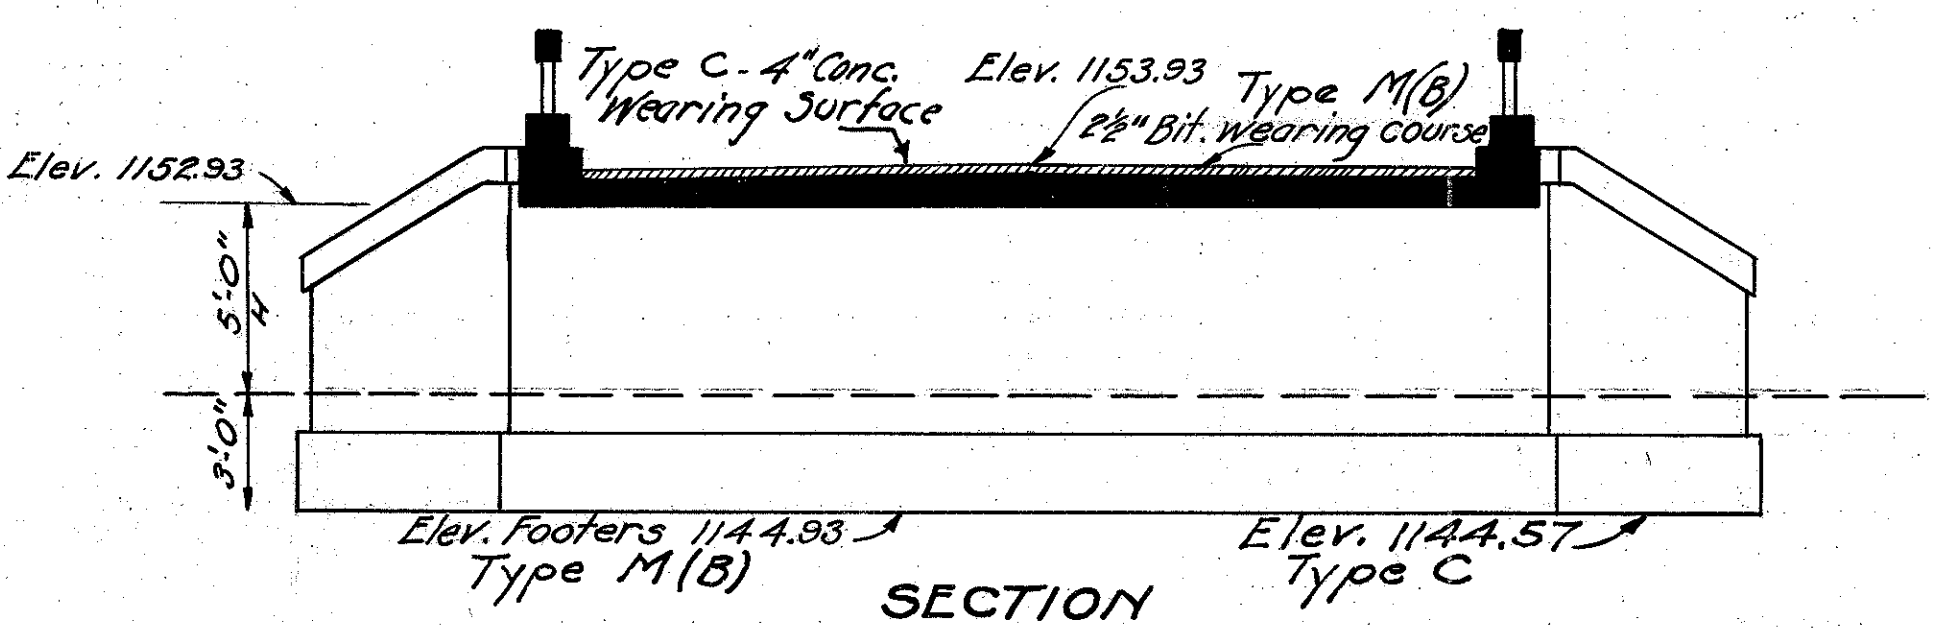 Type C - 4" Conc.
Wearing Surface
Elev. 1153.93
Type M(B)
2½" Bit. wearing course
Elev. 1152.93
5'-0"
H
3'-0"
Elev. Footers 1144.93
Type M(B)
Elev. 1144.57
Type C
SECTION